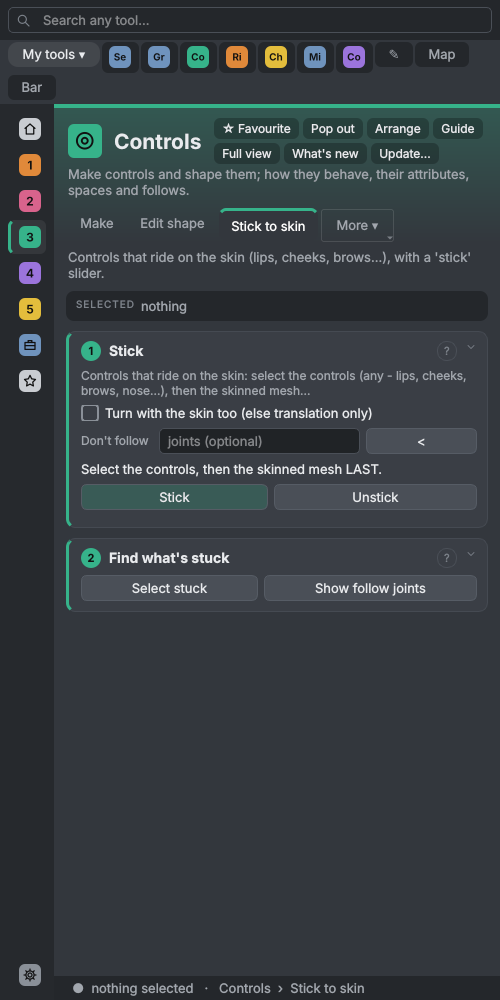 Search any tool...
My tools ▾ Se Gr Co Ri Ch Mi Co ✎ Map
Bar
Controls
☆ Favourite Pop out Arrange Guide
Full view What's new Update...
Make controls and shape them; how they behave, their attributes,
spaces and follows.
Make Edit shape Stick to skin More ▾
Controls that ride on the skin (lips, cheeks, brows...), with a 'stick'
slider.
SELECTED nothing
1 Stick ?
Controls that ride on the skin: select the controls (any - lips, cheeks,
brows, nose...), then the skinned mesh...
Turn with the skin too (else translation only)
Don't follow joints (optional) <
Select the controls, then the skinned mesh LAST.
Stick Unstick
2 Find what's stuck ?
Select stuck Show follow joints
1
2
3
4
5
nothing selected · Controls › Stick to skin